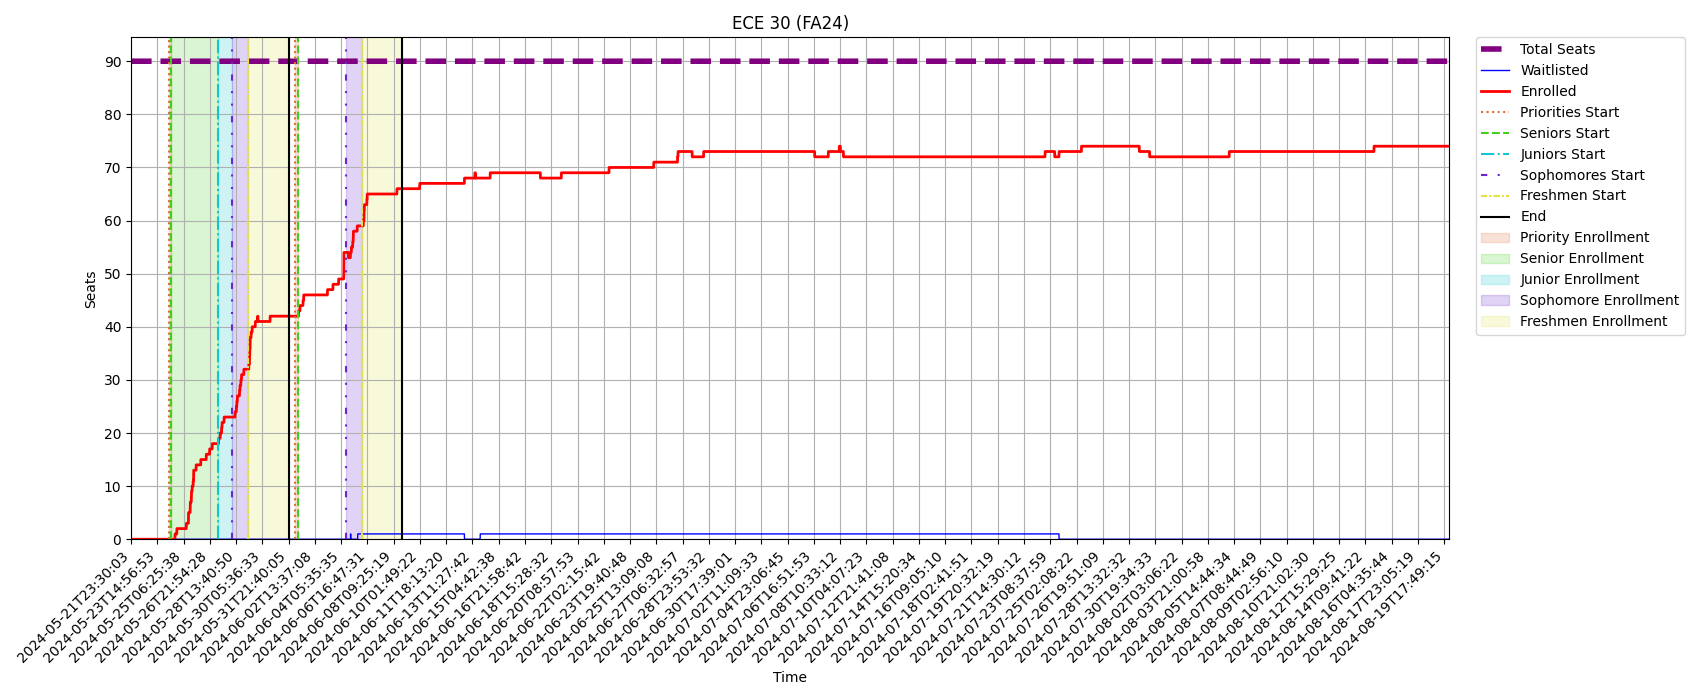 ECE 30 (FA24)
Seats
90
80
70
60
50
40
30
20
10
0
2024-05-21T23:30:03
2024-05-23T14:56:53
2024-05-25T06:25:38
2024-05-26T21:54:28
2024-05-28T13:40:50
2024-05-30T05:36:33
2024-05-31T21:40:05
2024-06-02T13:37:08
2024-06-04T05:35:35
2024-06-06T16:47:31
2024-06-08T09:25:19
2024-06-10T01:49:22
2024-06-11T18:13:20
2024-06-13T11:27:42
2024-06-15T04:42:38
2024-06-16T21:58:42
2024-06-18T15:28:32
2024-06-20T08:57:53
2024-06-22T02:15:42
2024-06-23T19:40:48
2024-06-25T13:09:08
2024-06-27T06:32:57
2024-06-28T23:53:32
2024-06-30T17:39:01
2024-07-02T11:09:33
2024-07-04T23:06:45
2024-07-06T16:51:53
2024-07-08T10:33:12
2024-07-10T04:07:23
2024-07-12T21:41:08
2024-07-14T15:20:34
2024-07-16T09:05:10
2024-07-18T02:41:51
2024-07-19T20:32:19
2024-07-21T14:30:12
2024-07-23T08:37:59
2024-07-25T02:08:22
2024-07-26T19:51:09
2024-07-28T13:32:32
2024-07-30T19:34:33
2024-08-02T03:06:22
2024-08-03T21:00:58
2024-08-05T14:44:34
2024-08-07T08:44:49
2024-08-09T02:56:10
2024-08-10T21:02:30
2024-08-12T15:29:25
2024-08-14T09:41:22
2024-08-16T04:35:44
2024-08-17T23:05:19
2024-08-19T17:49:15
Time
Total Seats
Waitlisted
Enrolled
Priorities Start
Seniors Start
Juniors Start
Sophomores Start
Freshmen Start
End
Priority Enrollment
Senior Enrollment
Junior Enrollment
Sophomore Enrollment
Freshmen Enrollment